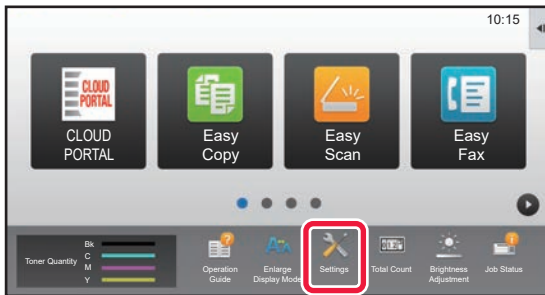 10:15
CLOUD
PORTAL
CLOUD
PORTAL
Easy
Copy
Easy
Scan
Easy
Fax
Toner Quantity
Bk
C
M
Y
Operation
Guide
Enlarge
Display Mode
Settings
Total Count
Brightness
Adjustment
Job Status